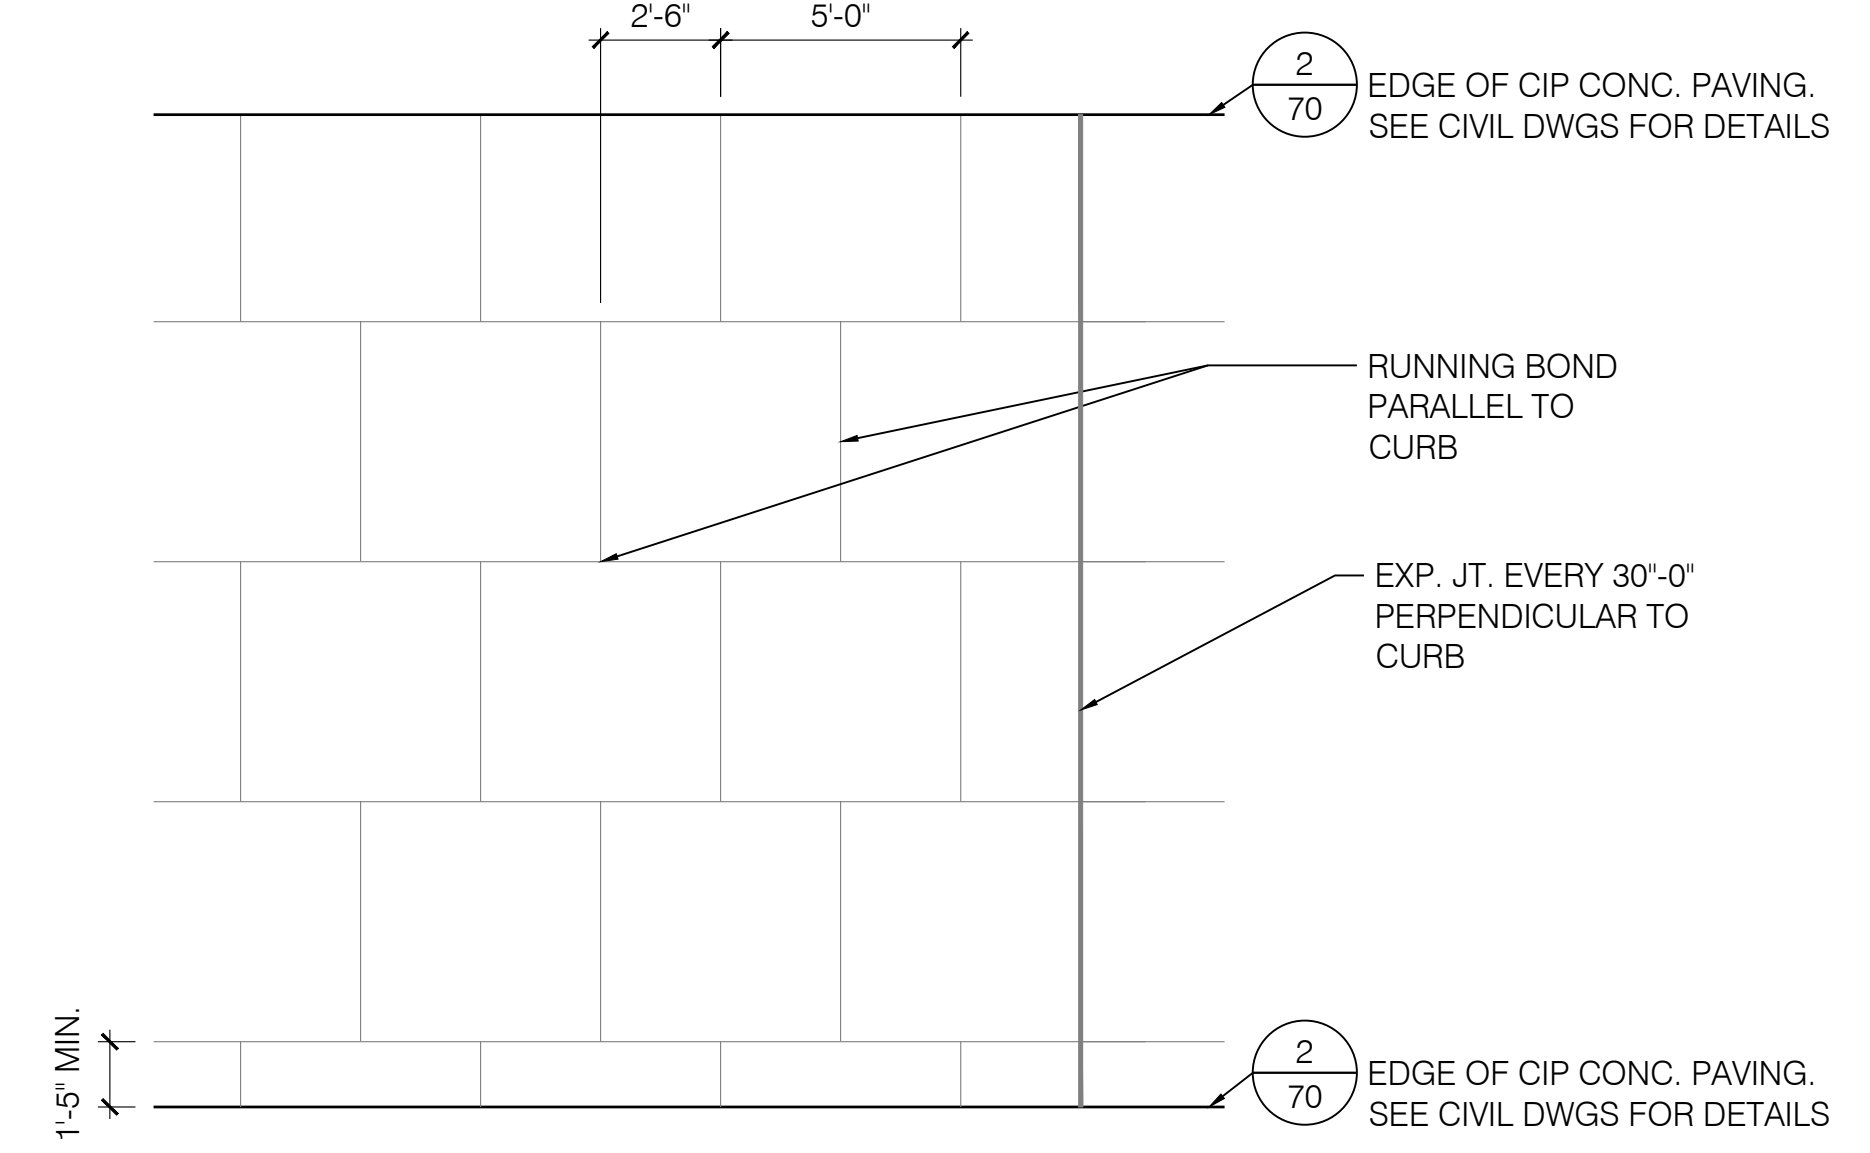 2'-6"
5'-0"
2
70
EDGE OF CIP CONC. PAVING.
SEE CIVIL DWGS FOR DETAILS
RUNNING BOND
PARALLEL TO
CURB
EXP. JT. EVERY 30"-0"
PERPENDICULAR TO
CURB
1'-5" MIN.
2
70
EDGE OF CIP CONC. PAVING.
SEE CIVIL DWGS FOR DETAILS